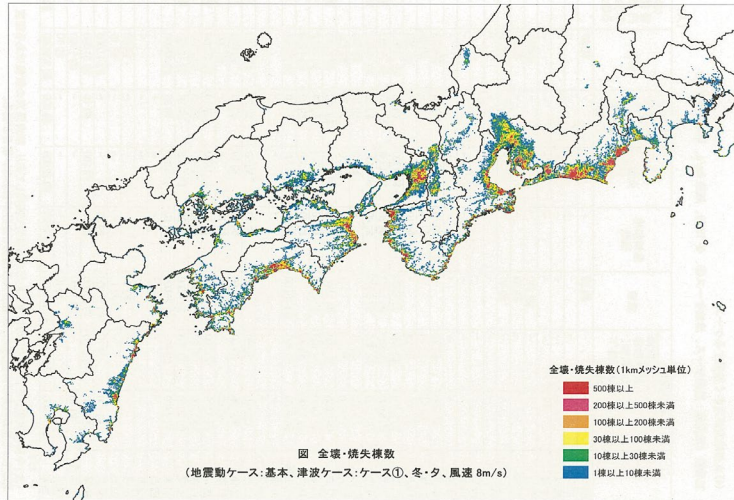 全壊・焼失棟数(1kmメッシュ単位)
500棟以上
200棟以上500棟未満
100棟以上200棟未満
30棟以上100棟未満
10棟以上30棟未満
1棟以上10棟未満
図 全壊・焼失棟数
(地震動ケース:基本、津波ケース:ケース①、冬・夕、風速 8m/s)